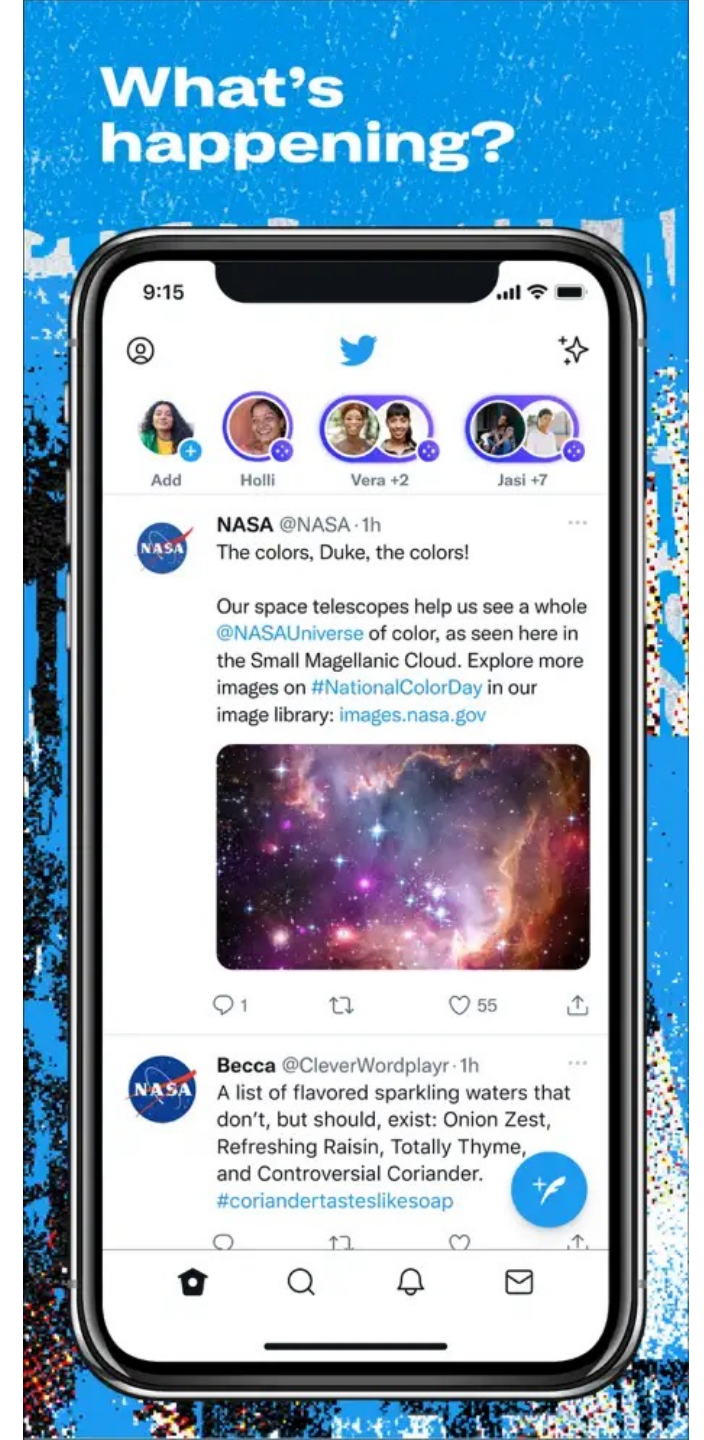 What's
happening?
9:15
Add
Holli
Vera +2
Jasi +7
NASA
NASA @NASA · 1h
The colors, Duke, the colors!
Our space telescopes help us see a whole
@NASAUniverse of color, as seen here in
the Small Magellanic Cloud. Explore more
images on #NationalColorDay in our
image library: images.nasa.gov
1
55
NASA
Becca @CleverWordplayr · 1h
A list of flavored sparkling waters that
don't, but should, exist: Onion Zest,
Refreshing Raisin, Totally Thyme,
and Controversial Coriander.
#coriandertasteslikesoap